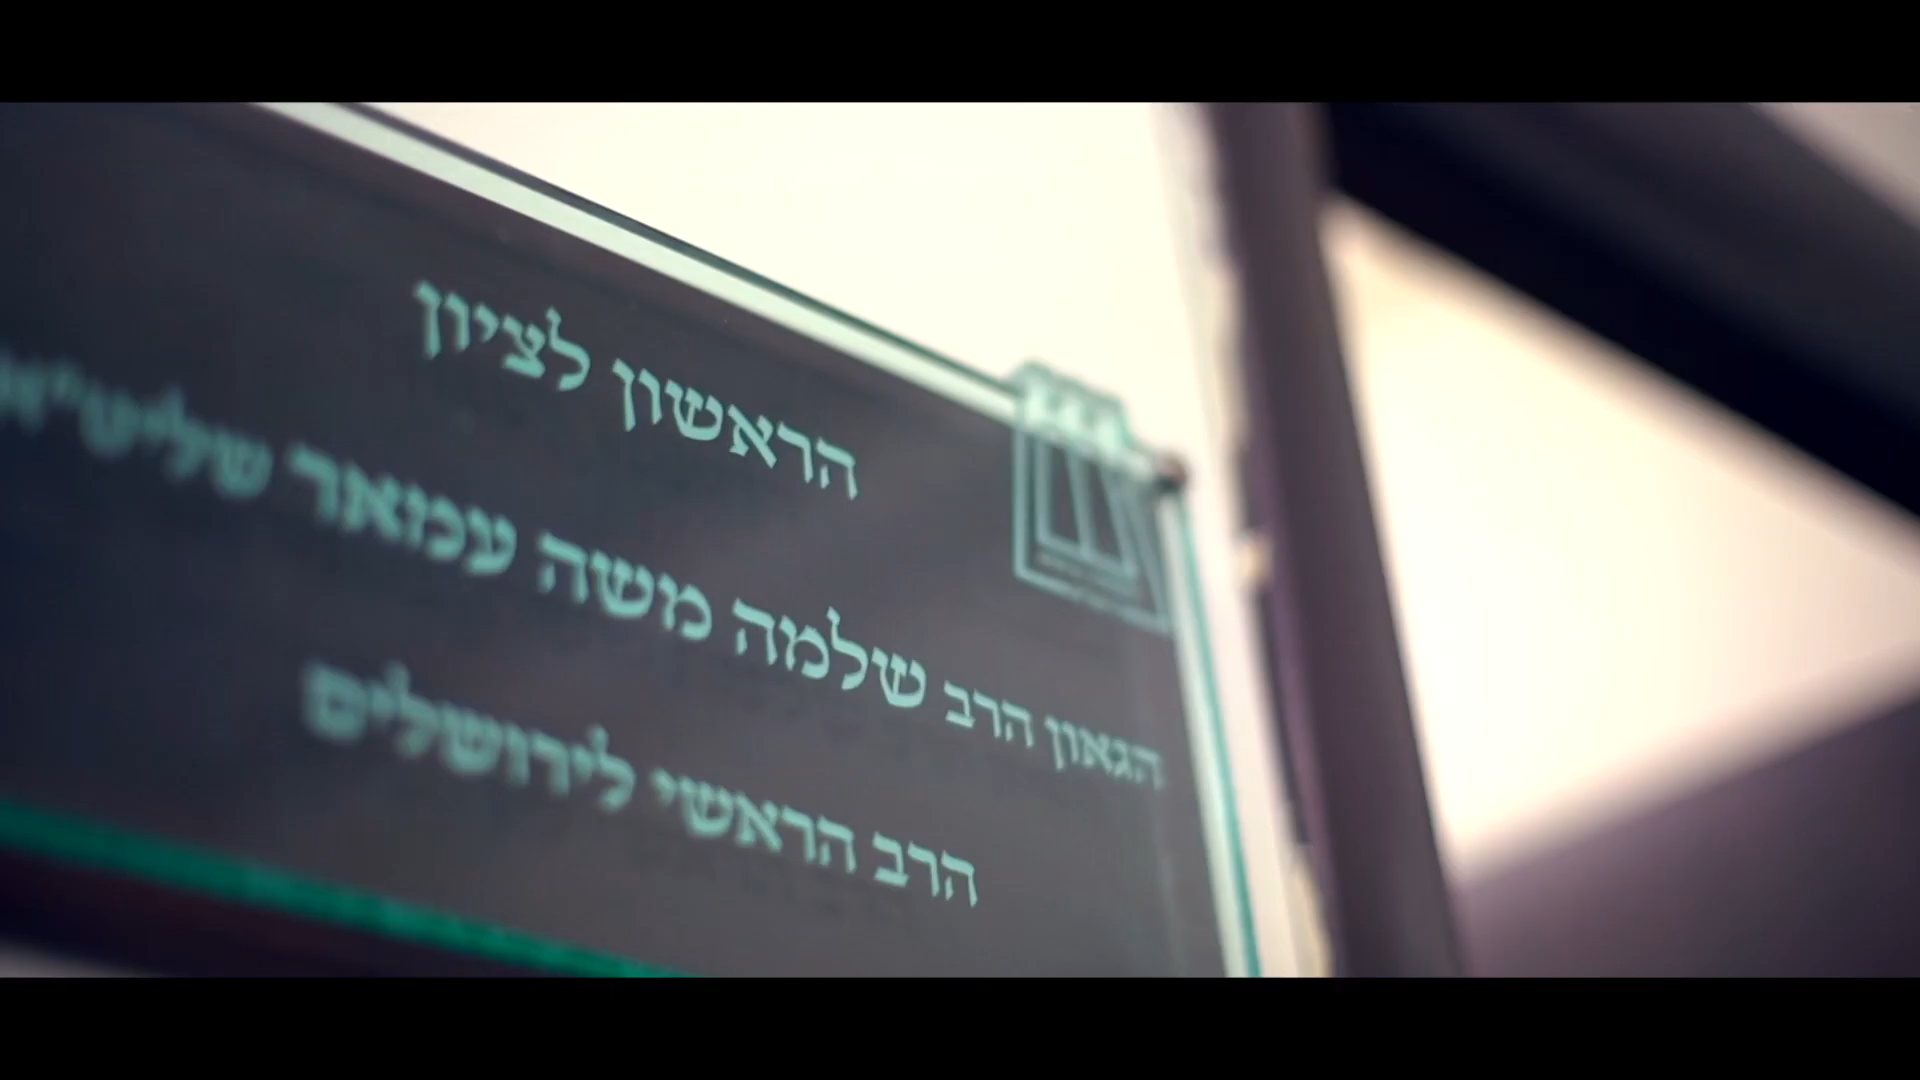 הראשון לציון
הגאון הרב שלמה משה עמאר שליט"א
הרב הראשי לירושלים